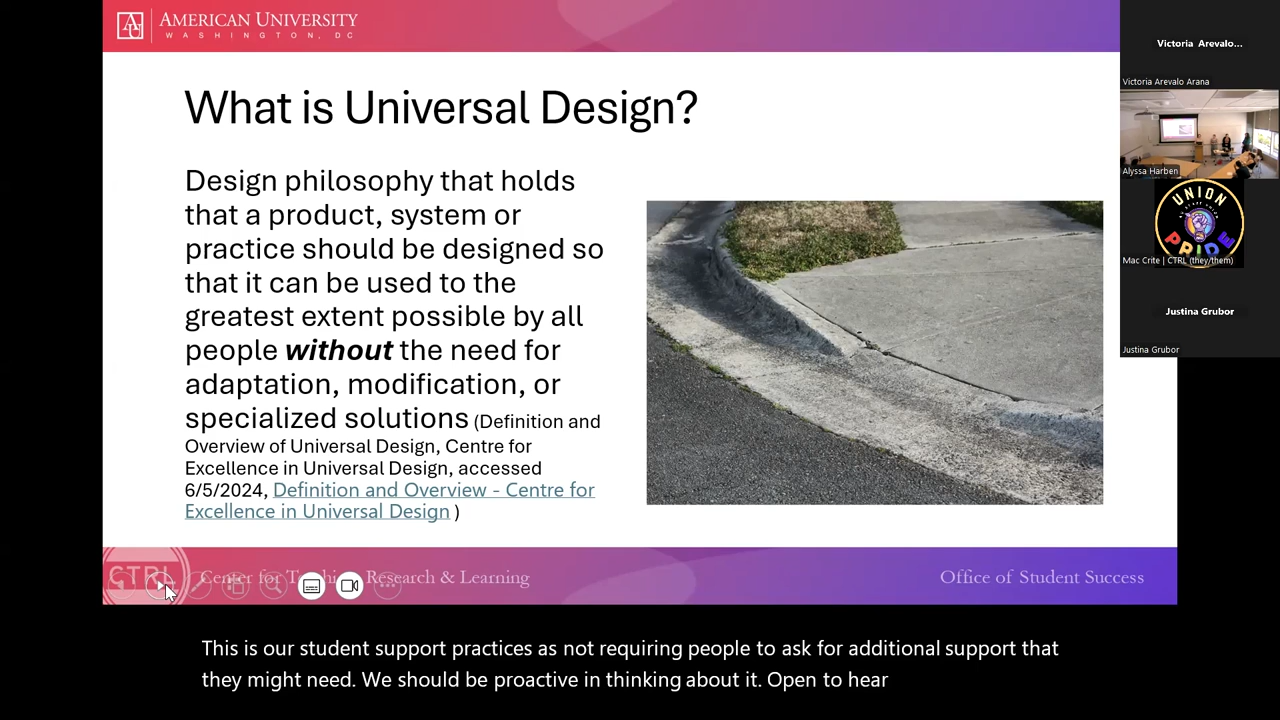 AMERICAN UNIVERSITY
WASHINGTON, DC
What is Universal Design?
Design philosophy that holds
that a product, system or
practice should be designed so
that it can be used to the
greatest extent possible by all
people without the need for
adaptation, modification, or
specialized solutions (Definition and
Overview of Universal Design, Centre for
Excellence in Universal Design, accessed
6/5/2024, Definition and Overview - Centre for
Excellence in Universal Design )
CTRL
Center for Teaching Research & Learning
Office of Student Success
Victoria Arevalo...
Victoria Arevalo Arana
Alyssa Harben
UNION
PRIDE
Mac Crite | CTRL (they/them)
Justina Grubor
Justina Grubor
This is our student support practices as not requiring people to ask for additional support that
they might need. We should be proactive in thinking about it. Open to hear